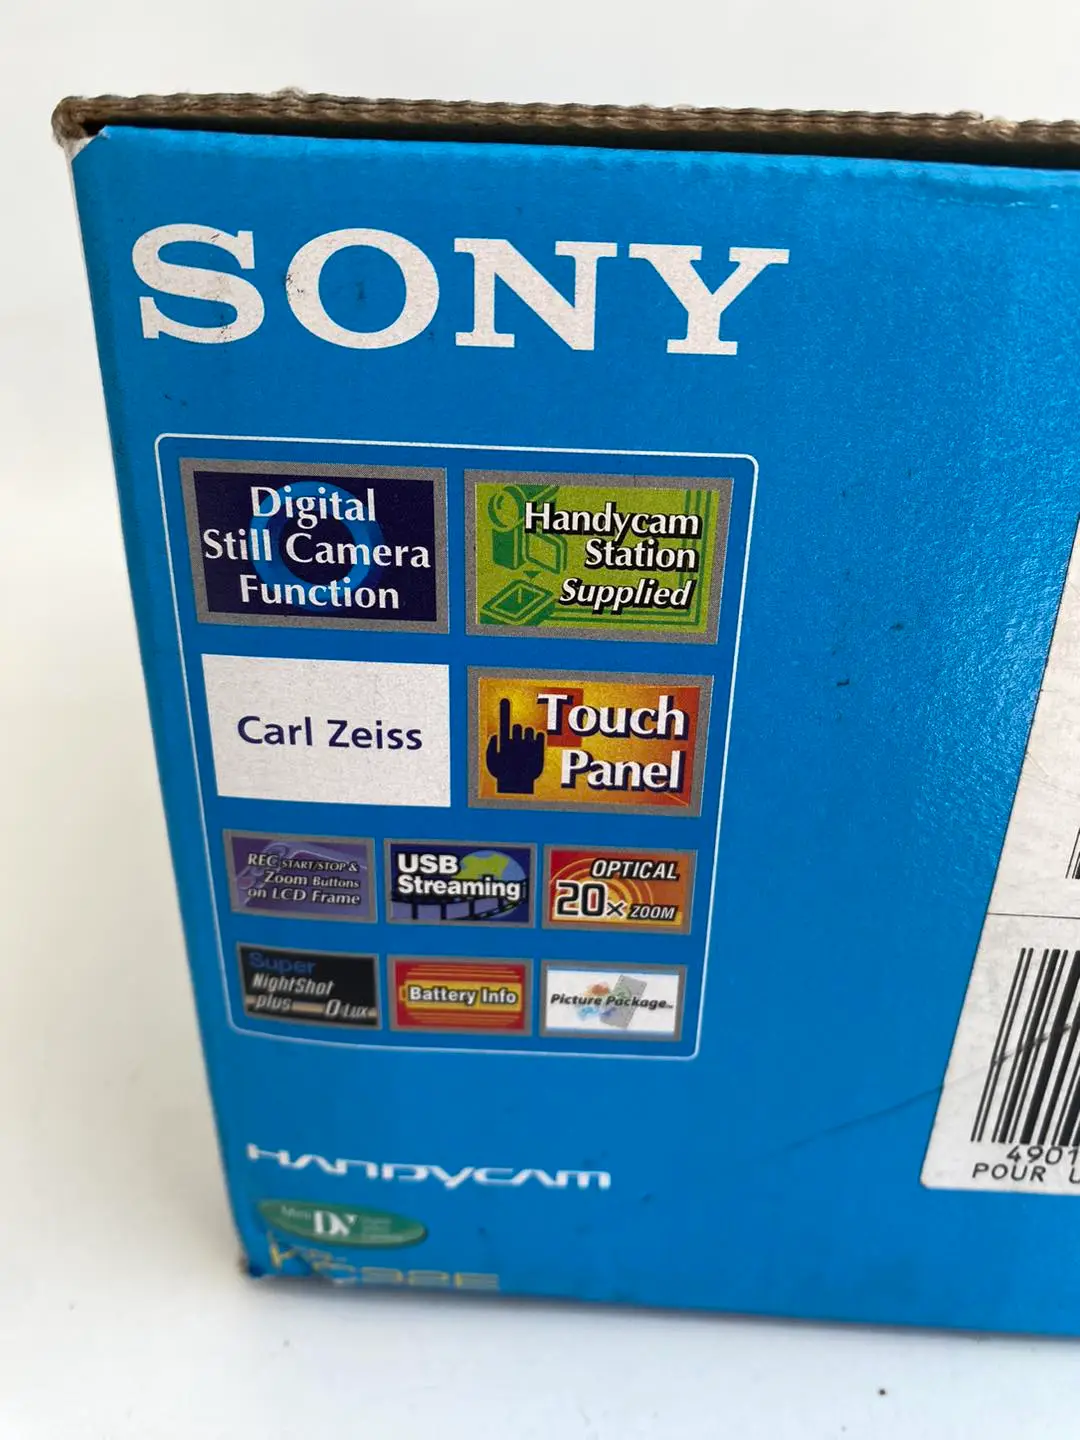 SONY
Digital
Still Camera
Function
Handycam
Station
Supplied
Carl Zeiss
Touch
Panel
REC START/STOP &
Zoom Buttons
on LCD Frame
USB
Streaming
OPTICAL
20x ZOOM
Super
NightShot
plus 0-LUX
Battery Info
Picture Package™
HANDYCAM
Mini DV
4901
POUR U